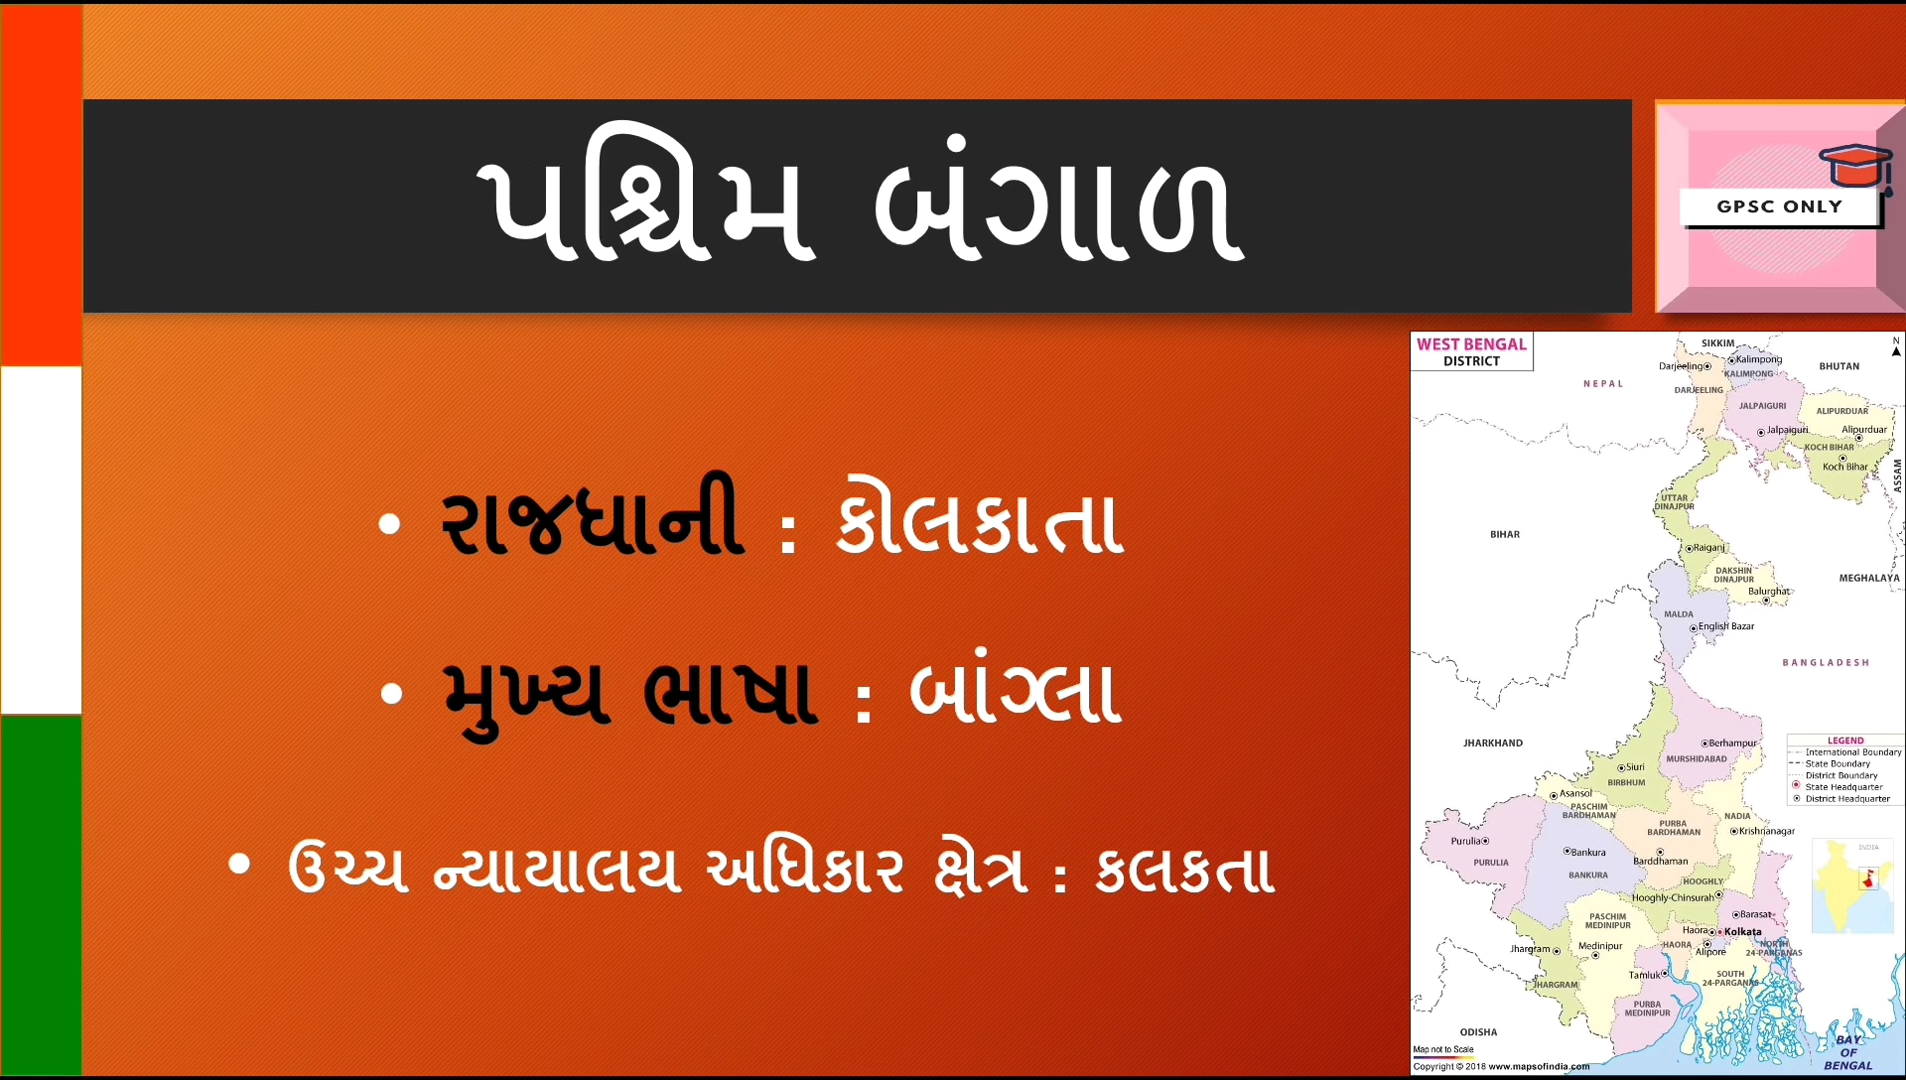 પશ્ચિમ બંગાળ
GPSC ONLY
• રાજધાની : કોલકાતા
• મુખ્ય ભાષા : બાંગ્લા
• ઉચ્ચ ન્યાયાલય અધિકાર ક્ષેત્ર : કલકતા
WEST BENGAL
DISTRICT
N
SIKKIM
NEPAL
BHUTAN
Darjeeling
Kalimpong
KALIMPONG
DARJEELING
JALPAIGURI
ALIPURDUAR
Jalpaiguri
Alipurduar
KOCH BIHAR
Koch Bihar
ASSAM
UTTAR
DINAJPUR
BIHAR
Raiganj
DAKSHIN
DINAJPUR
MEGHALAYA
Balurghat
MALDA
English Bazar
BANGLADESH
JHARKHAND
Berhampur
MURSHIDABAD
LEGEND
International Boundary
State Boundary
District Boundary
State Headquarter
District Headquarter
Siuri
BIRBHUM
Asansol
PASCHIM
BARDHAMAN
PURBA
BARDHAMAN
NADIA
Krishnanagar
Purulia
PURULIA
Bankura
BANKURA
Barddhaman
INDIA
HOOGHLY
Hooghly-Chinsurah
PASCHIM
MEDINIPUR
Barasat
Haora
Kolkata
Jhargram
Medinipur
HAORA
Alipore
NORTH
24-PARGANAS
Tamluk
SOUTH
24-PARGANAS
JHARGRAM
PURBA
MEDINIPUR
ODISHA
BAY
OF
BENGAL
Map not to Scale
Copyright © 2018 www.mapsofindia.com